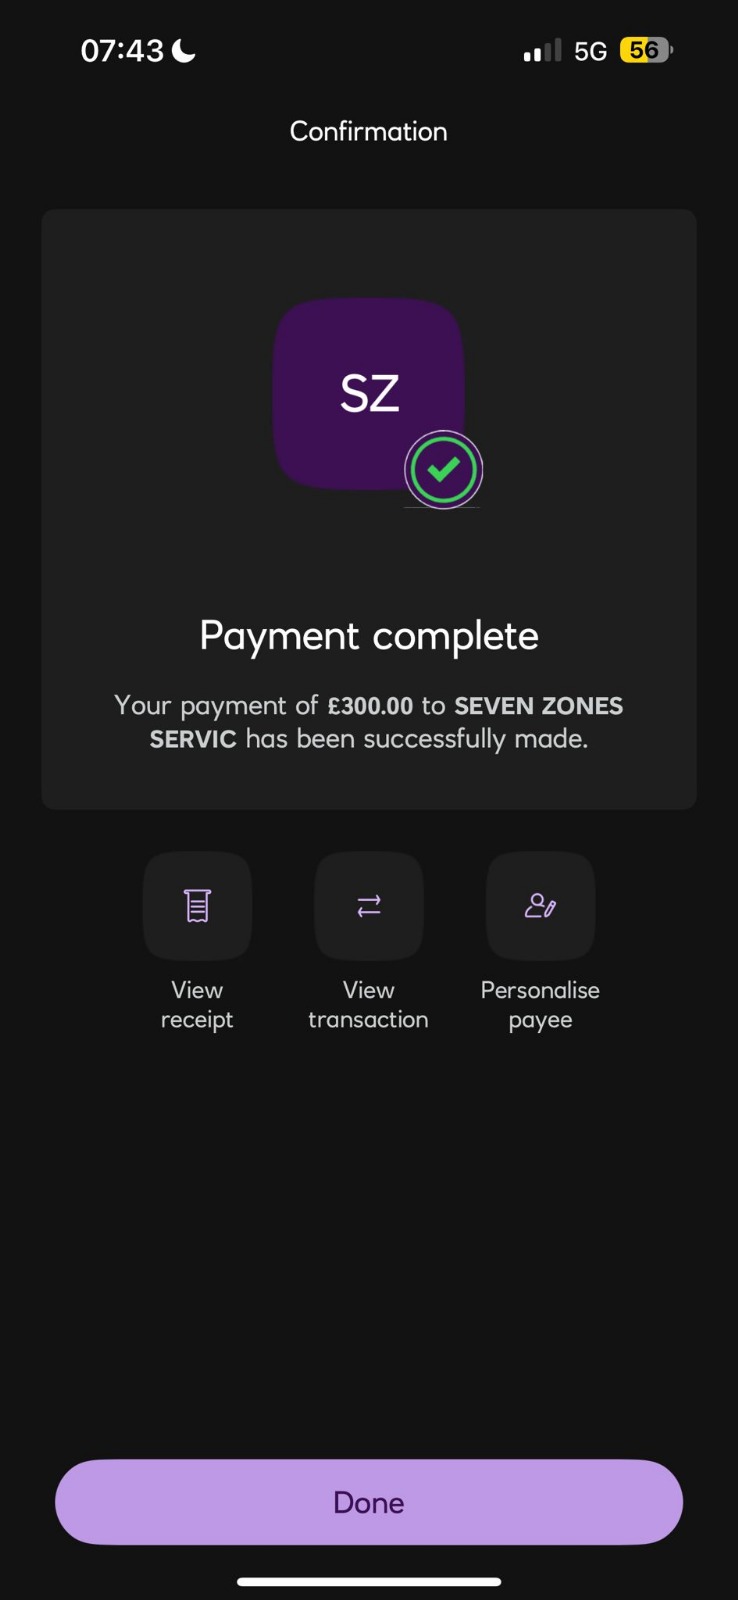 07:43
5G
56
Confirmation
SZ
Payment complete
Your payment of £300.00 to SEVEN ZONES
SERVIC has been successfully made.
View
receipt
View
transaction
Personalise
payee
Done